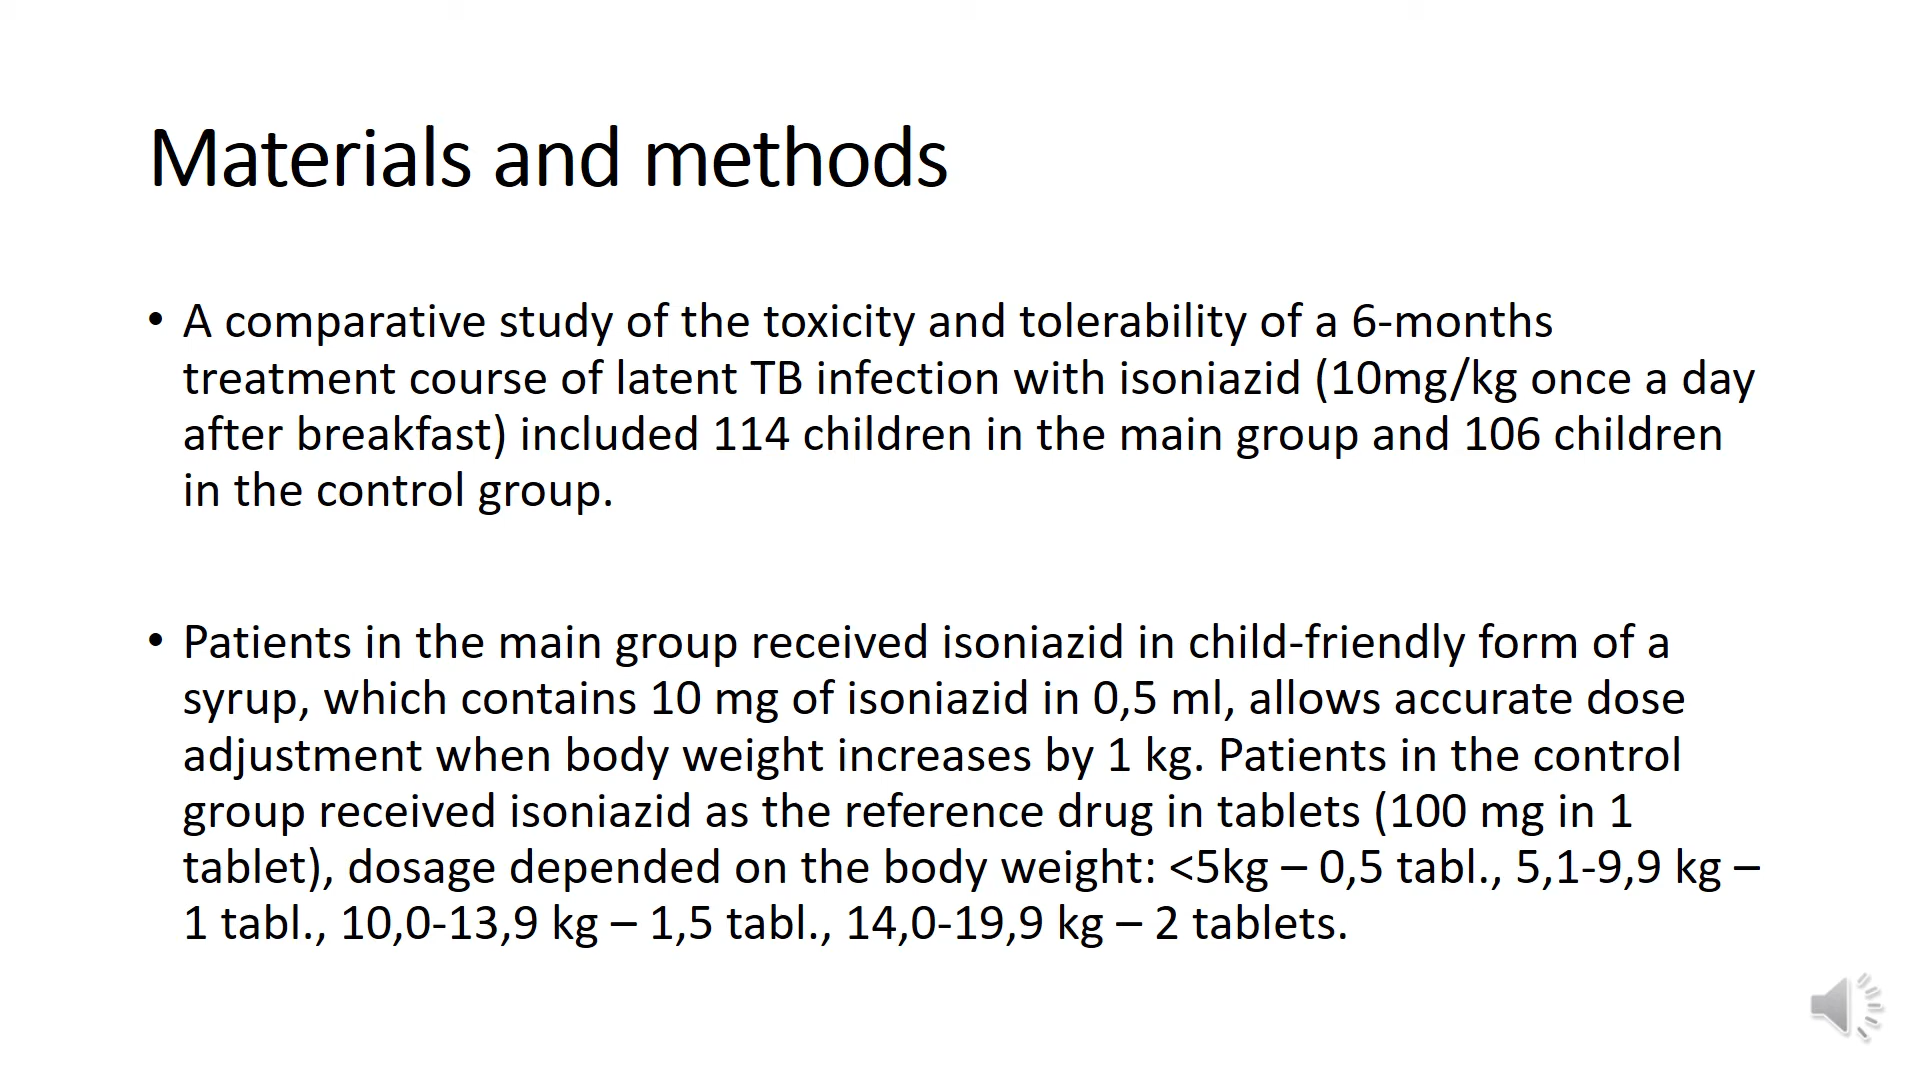 Materials and methods
• A comparative study of the toxicity and tolerability of a 6-months
treatment course of latent TB infection with isoniazid (10mg/kg once a day
after breakfast) included 114 children in the main group and 106 children
in the control group.
• Patients in the main group received isoniazid in child-friendly form of a
syrup, which contains 10 mg of isoniazid in 0,5 ml, allows accurate dose
adjustment when body weight increases by 1 kg. Patients in the control
group received isoniazid as the reference drug in tablets (100 mg in 1
tablet), dosage depended on the body weight: <5kg – 0,5 tabl., 5,1-9,9 kg –
1 tabl., 10,0-13,9 kg – 1,5 tabl., 14,0-19,9 kg – 2 tablets.